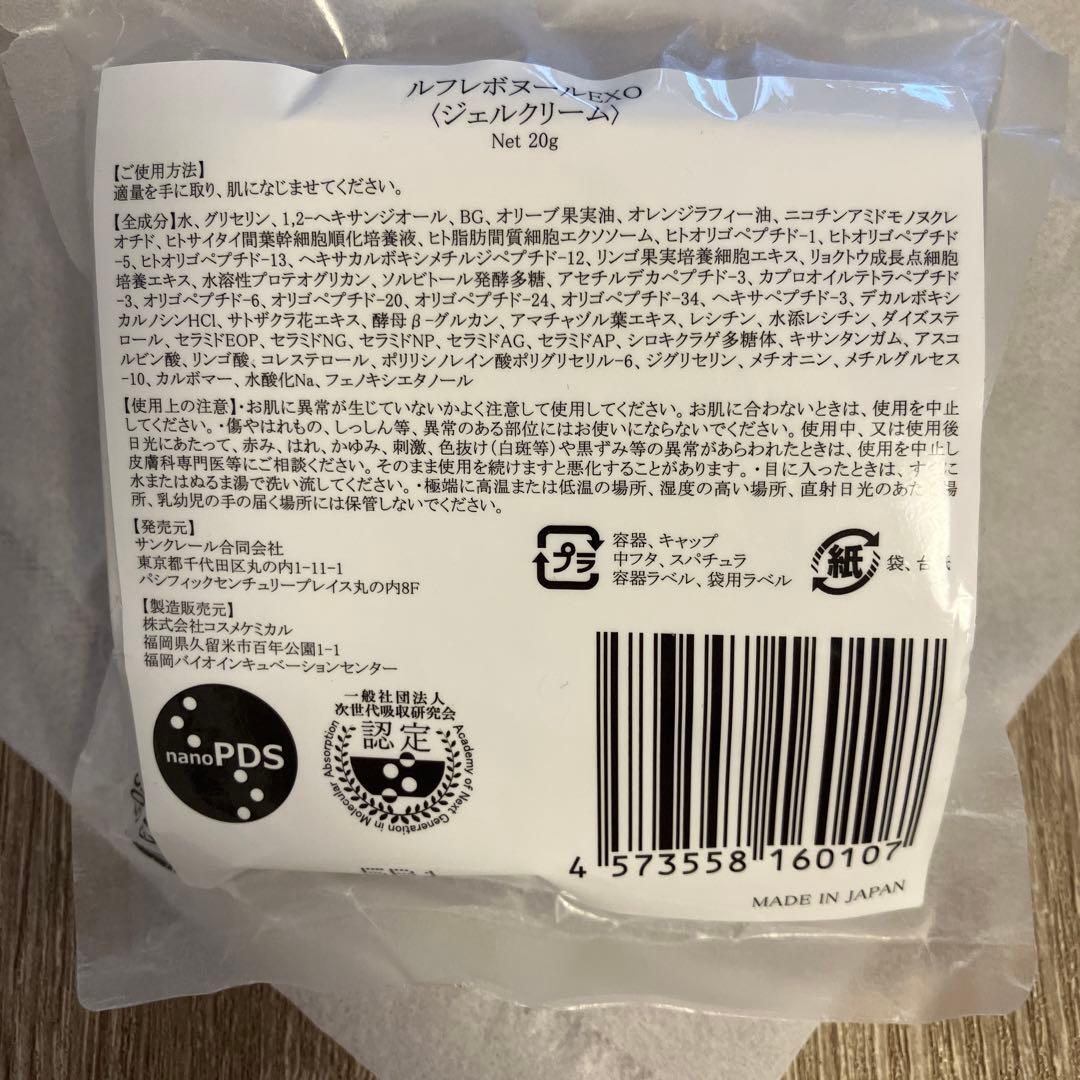 ルフレボヌールEXO
〈ジェルクリーム〉
Net 20g
【ご使用方法】
適量を手に取り、肌になじませてください。
【全成分】水、グリセリン、1,2-ヘキサンジオール、BG、オリーブ果実油、オレンジラフィー油、ニコチンアミドモノヌクレ
オチド、ヒトサイタイ間葉幹細胞順化培養液、ヒト脂肪間質細胞エクソソーム、ヒトオリゴペプチド-1、ヒトオリゴペプチド
-5、ヒトオリゴペプチド-13、ヘキサカルボキシメチルジペプチド-12、リンゴ果実培養細胞エキス、リョクトウ成長点細胞
培養エキス、水溶性プロテオグリカン、ソルビトール発酵多糖、アセチルデカペプチド-3、カプロオイルテトラペプチド
-3、オリゴペプチド-6、オリゴペプチド-20、オリゴペプチド-24、オリゴペプチド-34、ヘキサペプチド-3、デカルボキシ
カルノシンHCl、サトザクラ花エキス、酵母β-グルカン、アマチャヅル葉エキス、レシチン、水添レシチン、ダイズステ
ロール、セラミドEOP、セラミドNG、セラミドNP、セラミドAG、セラミドAP、シロキクラゲ多糖体、キサンタンガム、アスコ
ルビン酸、リンゴ酸、コレステロール、ポリリシノレイン酸ポリグリセリル-6、ジグリセリン、メチオニン、メチルグルセス
-10、カルボマー、水酸化Na、フェノキシエタノール
【使用上の注意】・お肌に異常が生じていないかよく注意して使用してください。お肌に合わないときは、使用を中止
してください。・傷やはれもの、しっしん等、異常のある部位にはお使いにならないでください。使用中、又は使用後
日光にあたって、赤み、はれ、かゆみ、刺激、色抜け(白斑等)や黒ずみ等の異常があらわれたときは、使用を中止し
皮膚科専門医等にご相談ください。そのまま使用を続けますと悪化することがあります。・目に入ったときは、すぐに
水またはぬるま湯で洗い流してください。・極端に高温または低温の場所、湿度の高い場所、直射日光のあたる場
所、乳幼児の手の届く場所には保管しないでください。
【発売元】
サンクレール合同会社
東京都千代田区丸の内1-11-1
パシフィックセンチュリープレイス丸の内8F
プラ
容器、キャップ
中フタ、スパチュラ
容器ラベル、袋用ラベル
紙
袋、台紙
【製造販売元】
株式会社コスメケミカル
福岡県久留米市百年公園1-1
福岡バイオインキュベーションセンター
nanoPDS
一般社団法人
次世代吸収研究会
認定
Academy of Next Generation in Molecular Absorption
4 573558 160107
MADE IN JAPAN